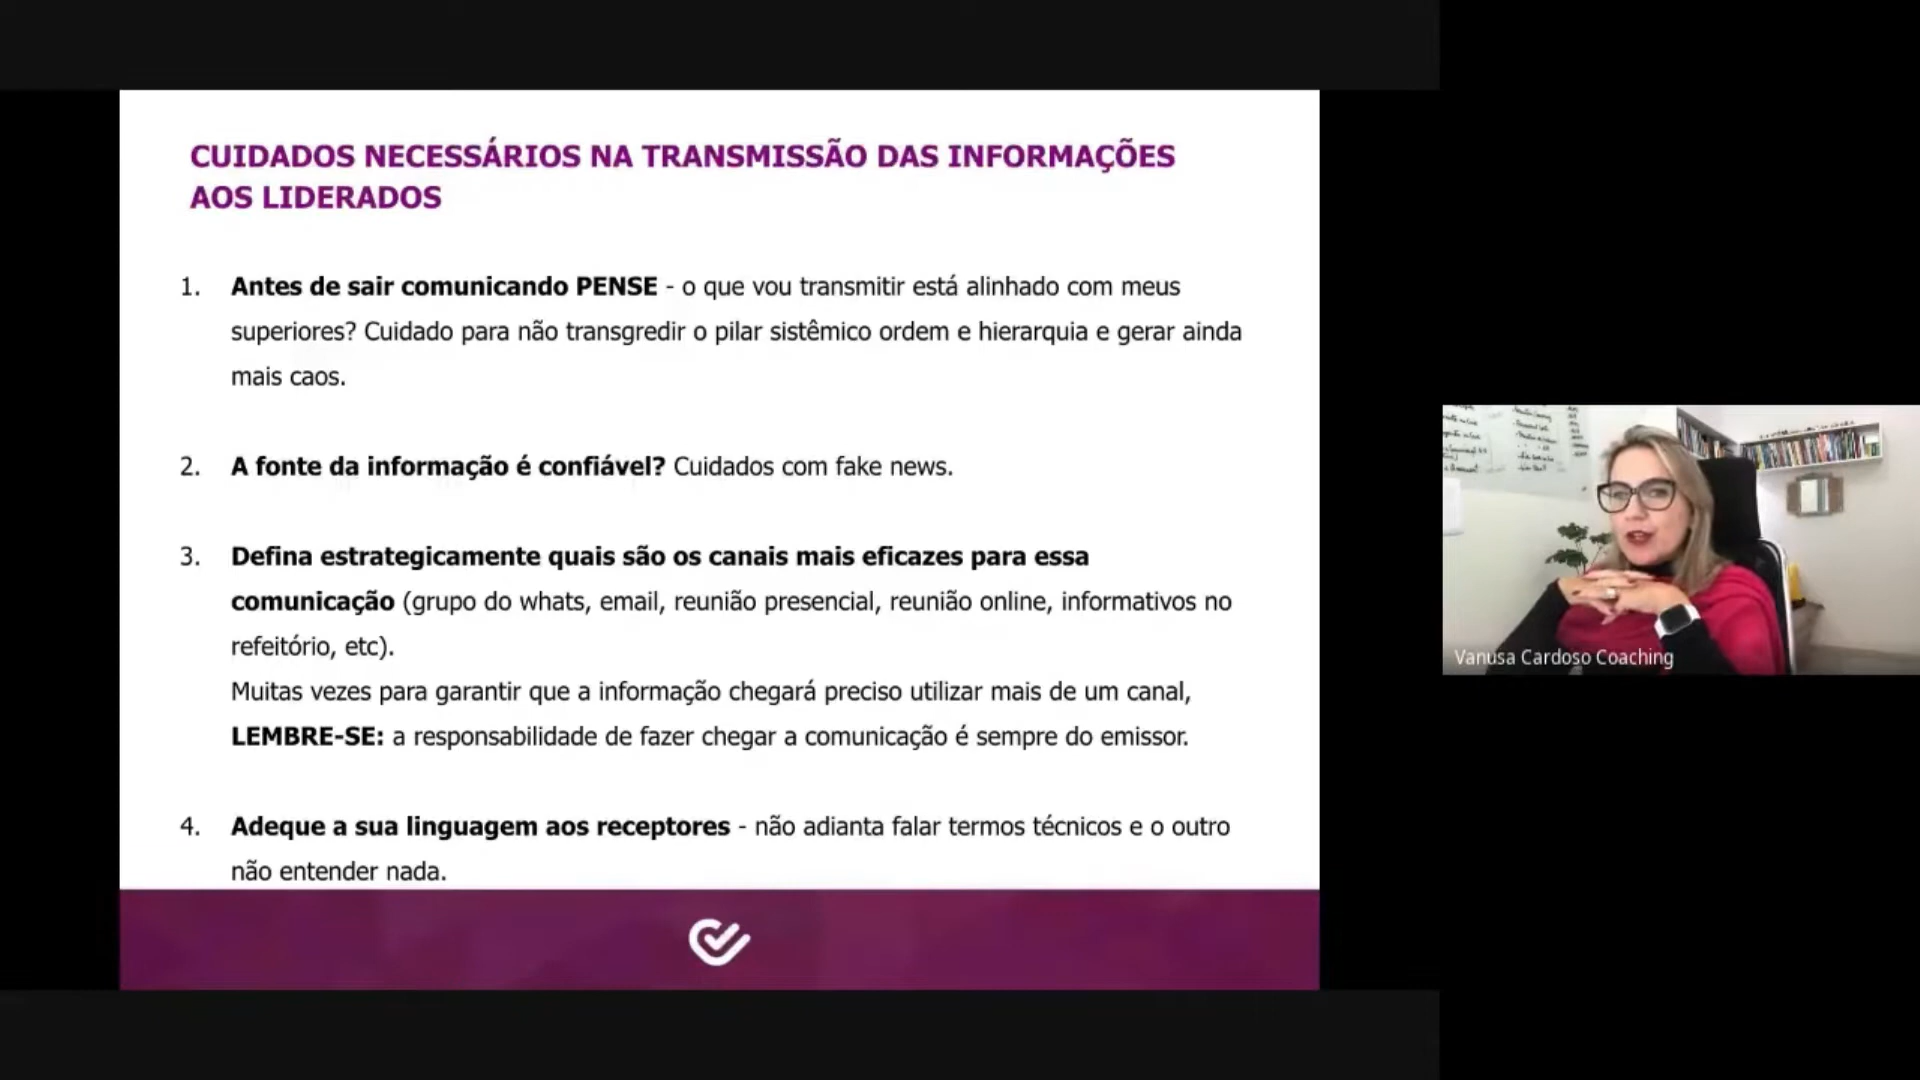 CUIDADOS NECESSÁRIOS NA TRANSMISSÃO DAS INFORMAÇÕES
AOS LIDERADOS
1. Antes de sair comunicando PENSE - o que vou transmitir está alinhado com meus
superiores? Cuidado para não transgredir o pilar sistêmico ordem e hierarquia e gerar ainda
mais caos.
2. A fonte da informação é confiável? Cuidados com fake news.
3. Defina estrategicamente quais são os canais mais eficazes para essa
comunicação (grupo do whats, email, reunião presencial, reunião online, informativos no
refeitório, etc).
Muitas vezes para garantir que a informação chegará preciso utilizar mais de um canal,
LEMBRE-SE: a responsabilidade de fazer chegar a comunicação é sempre do emissor.
4. Adeque a sua linguagem aos receptores - não adianta falar termos técnicos e o outro
não entender nada.
Vanusa Cardoso Coaching